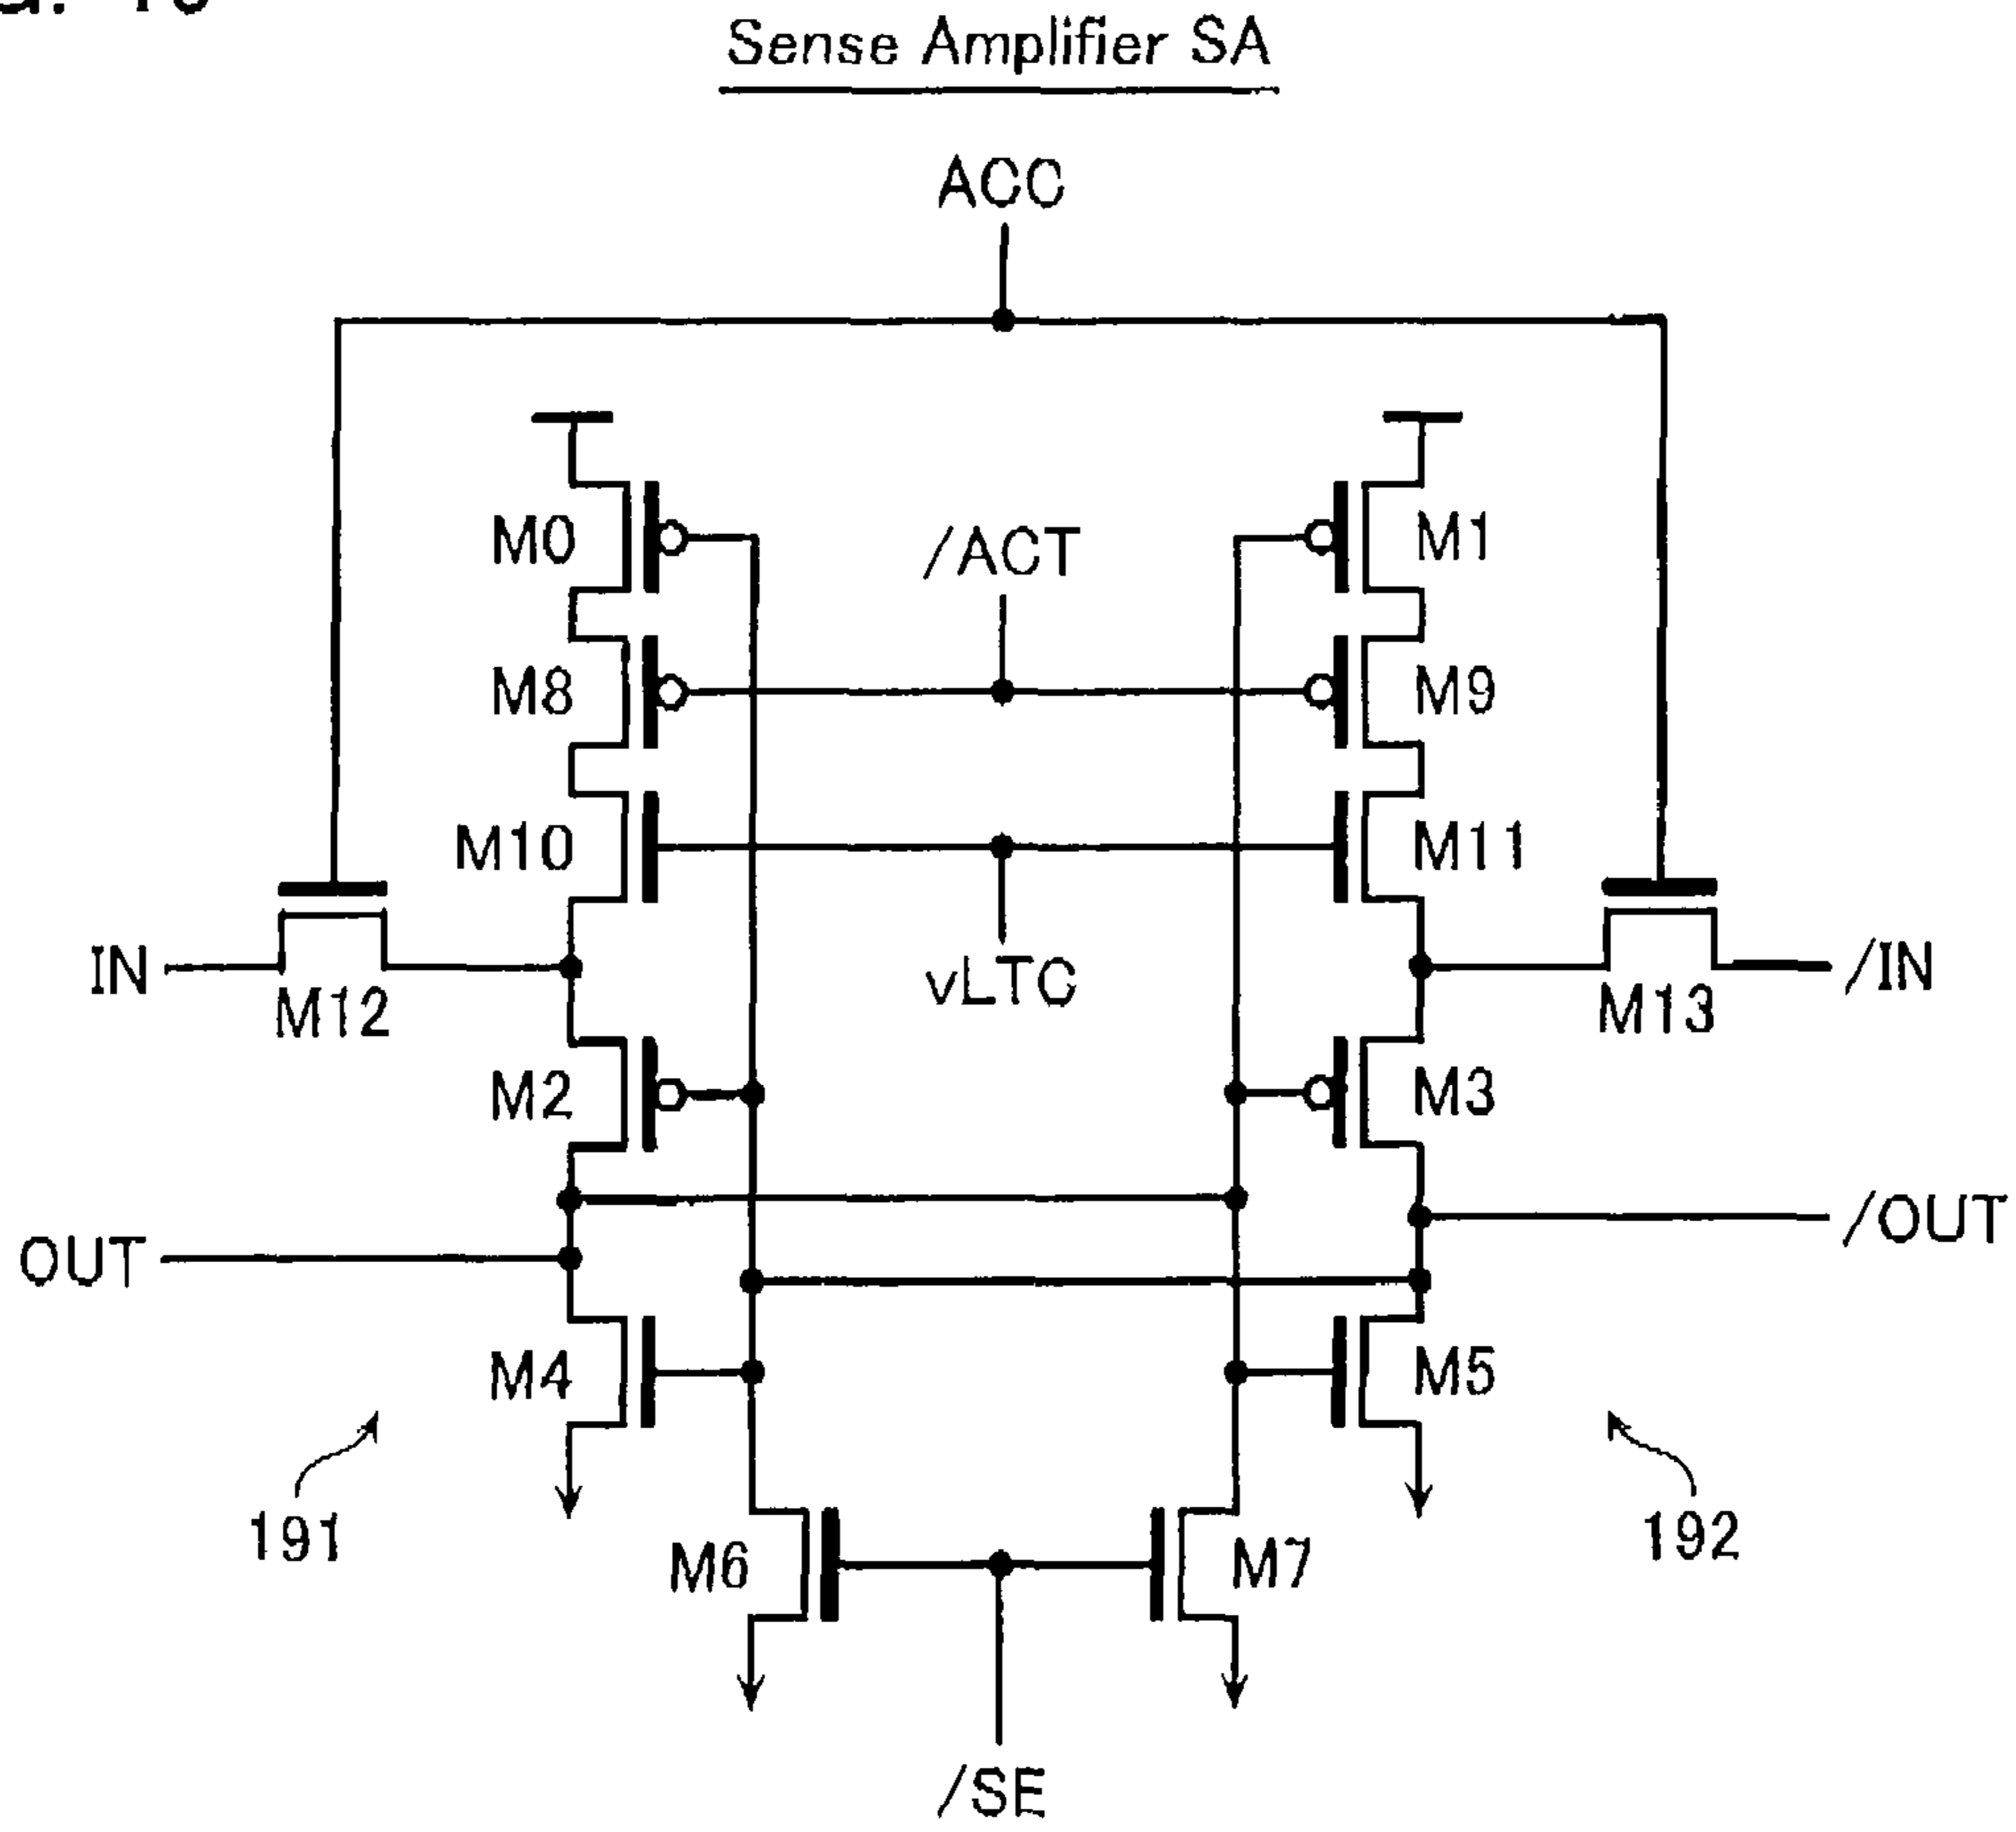 Sense Amplifier SA
ACC
M0
/ACT
M1
M8
M9
M10
M11
IN
vLTC
/IN
M12
M13
M2
M3
OUT
/OUT
M4
M5
191
192
M6
M7
/SE